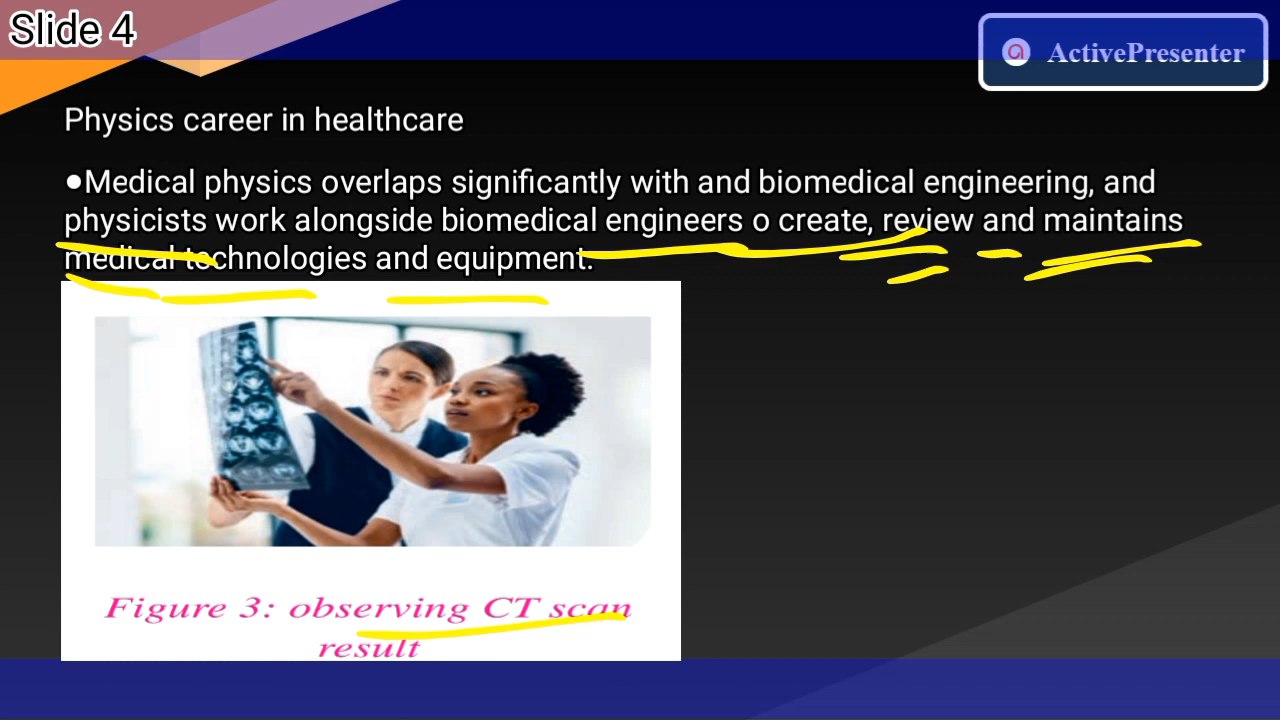 Slide 4
ActivePresenter
Physics career in healthcare
●Medical physics overlaps significantly with and biomedical engineering, and
physicists work alongside biomedical engineers o create, review and maintains
medical technologies and equipment.
Figure 3: observing CT scan
result